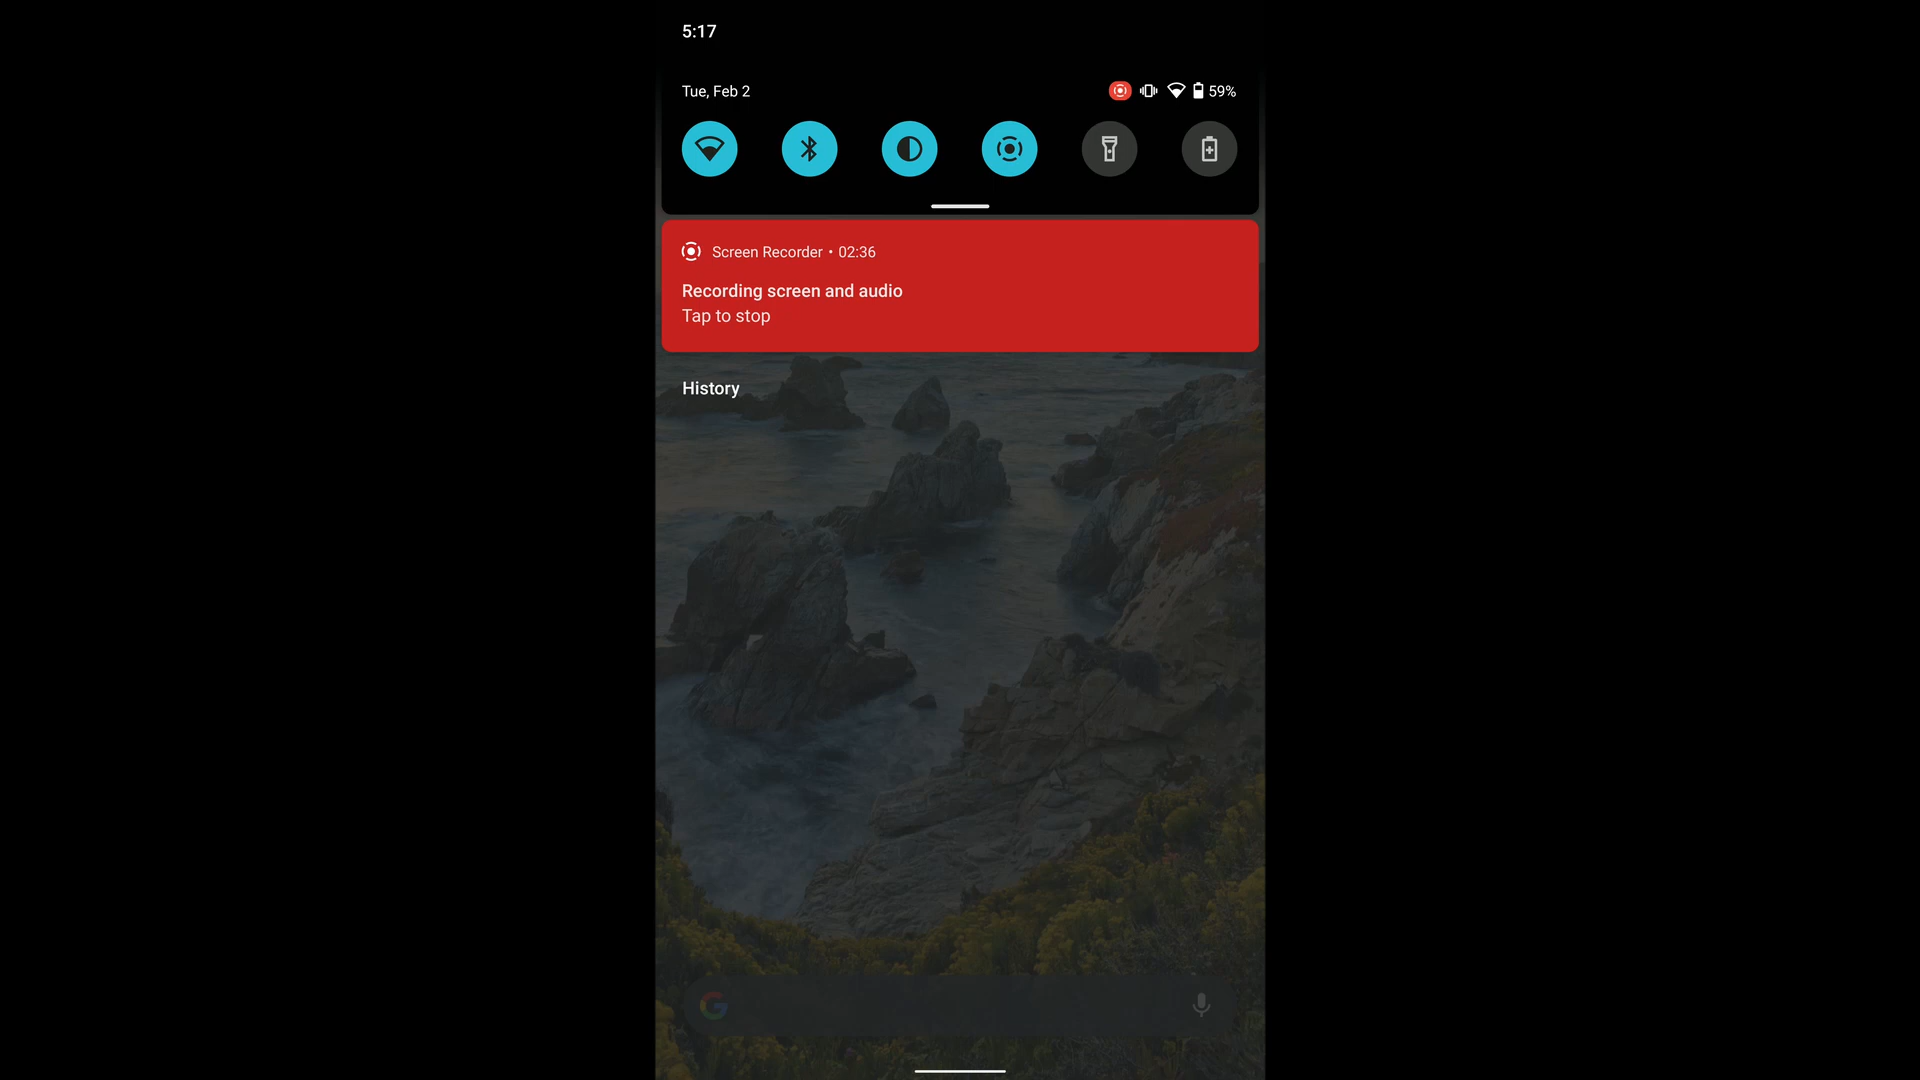 5:17
Tue, Feb 2
59%
Screen Recorder • 02:36
Recording screen and audio
Tap to stop
History